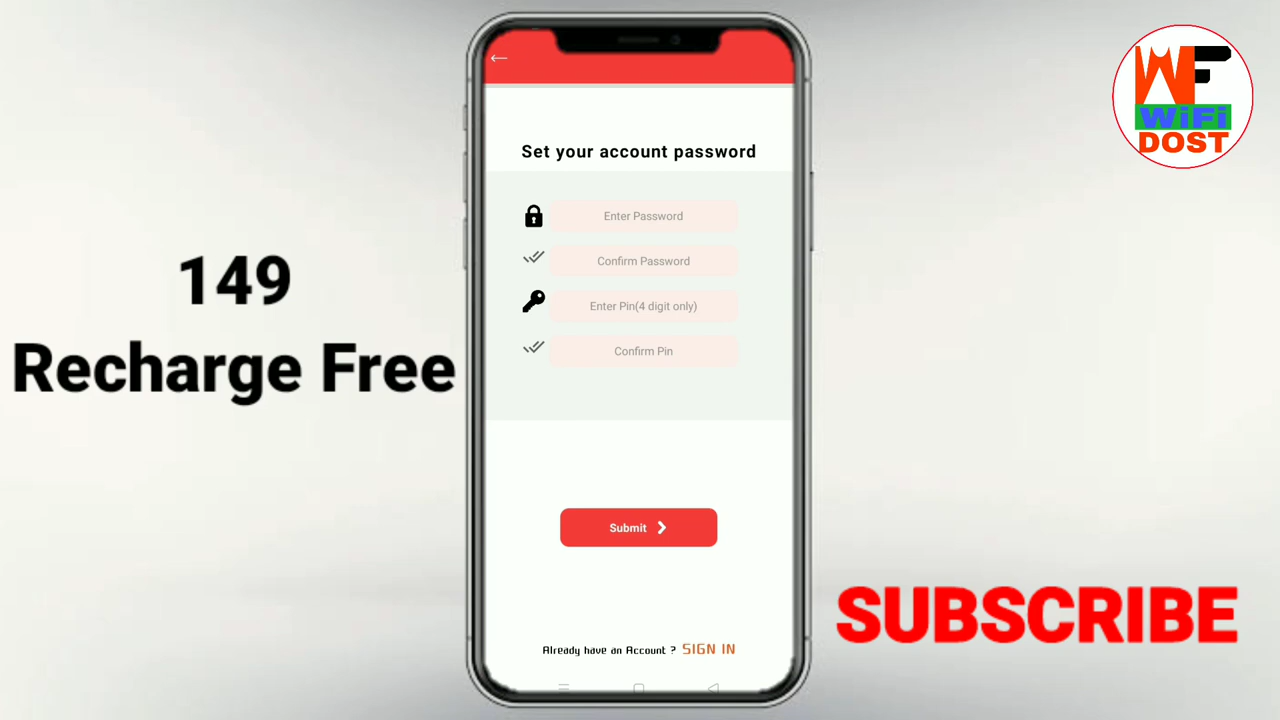 149
Recharge Free
Set your account password
Enter Password
Confirm Password
Enter Pin(4 digit only)
Confirm Pin
Submit
Already have an Account ? SIGN IN
WF
WiFi
DOST
SUBSCRIBE